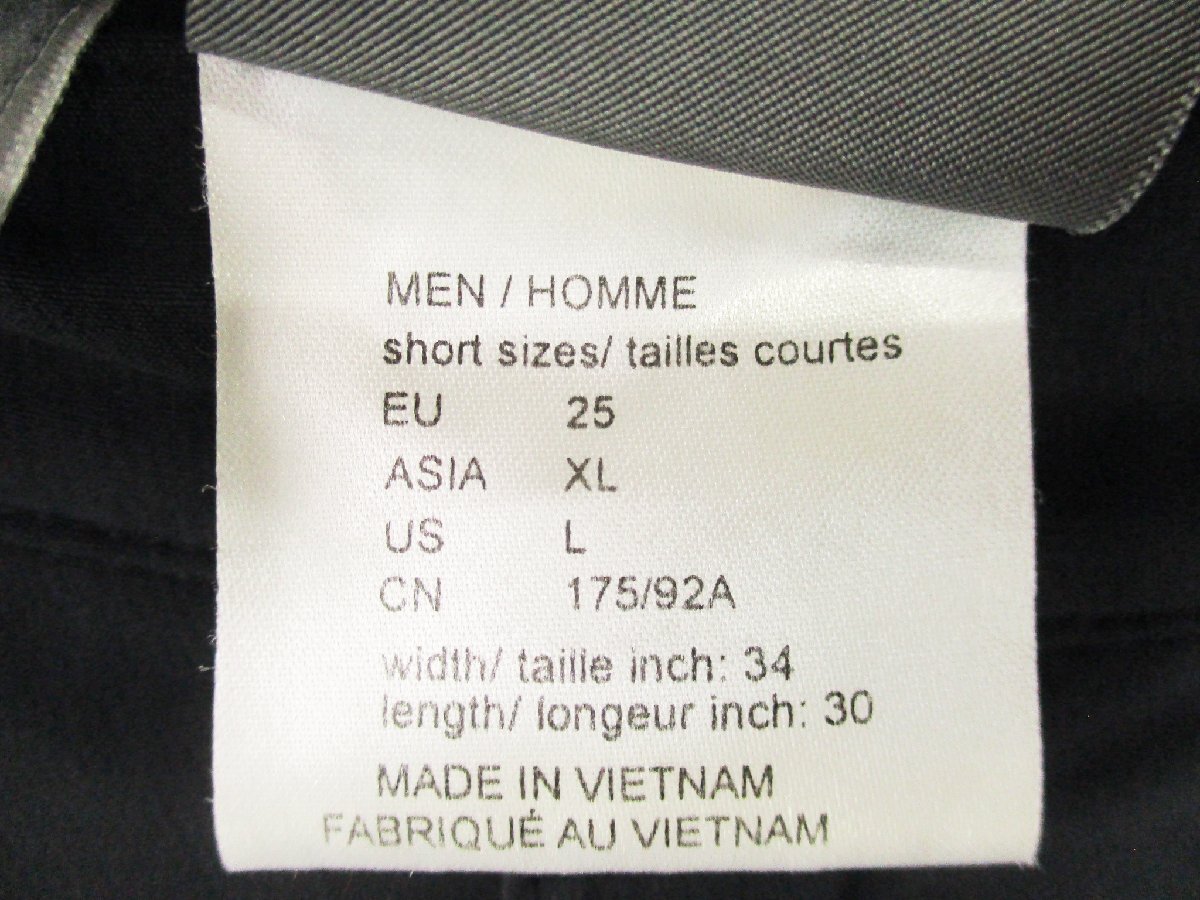 MEN / HOMME
short sizes/ tailles courtes
EU 25
ASIA XL
US L
CN 175/92A
width/ taille inch: 34
length/ longeur inch: 30
MADE IN VIETNAM
FABRIQUÉ AU VIETNAM